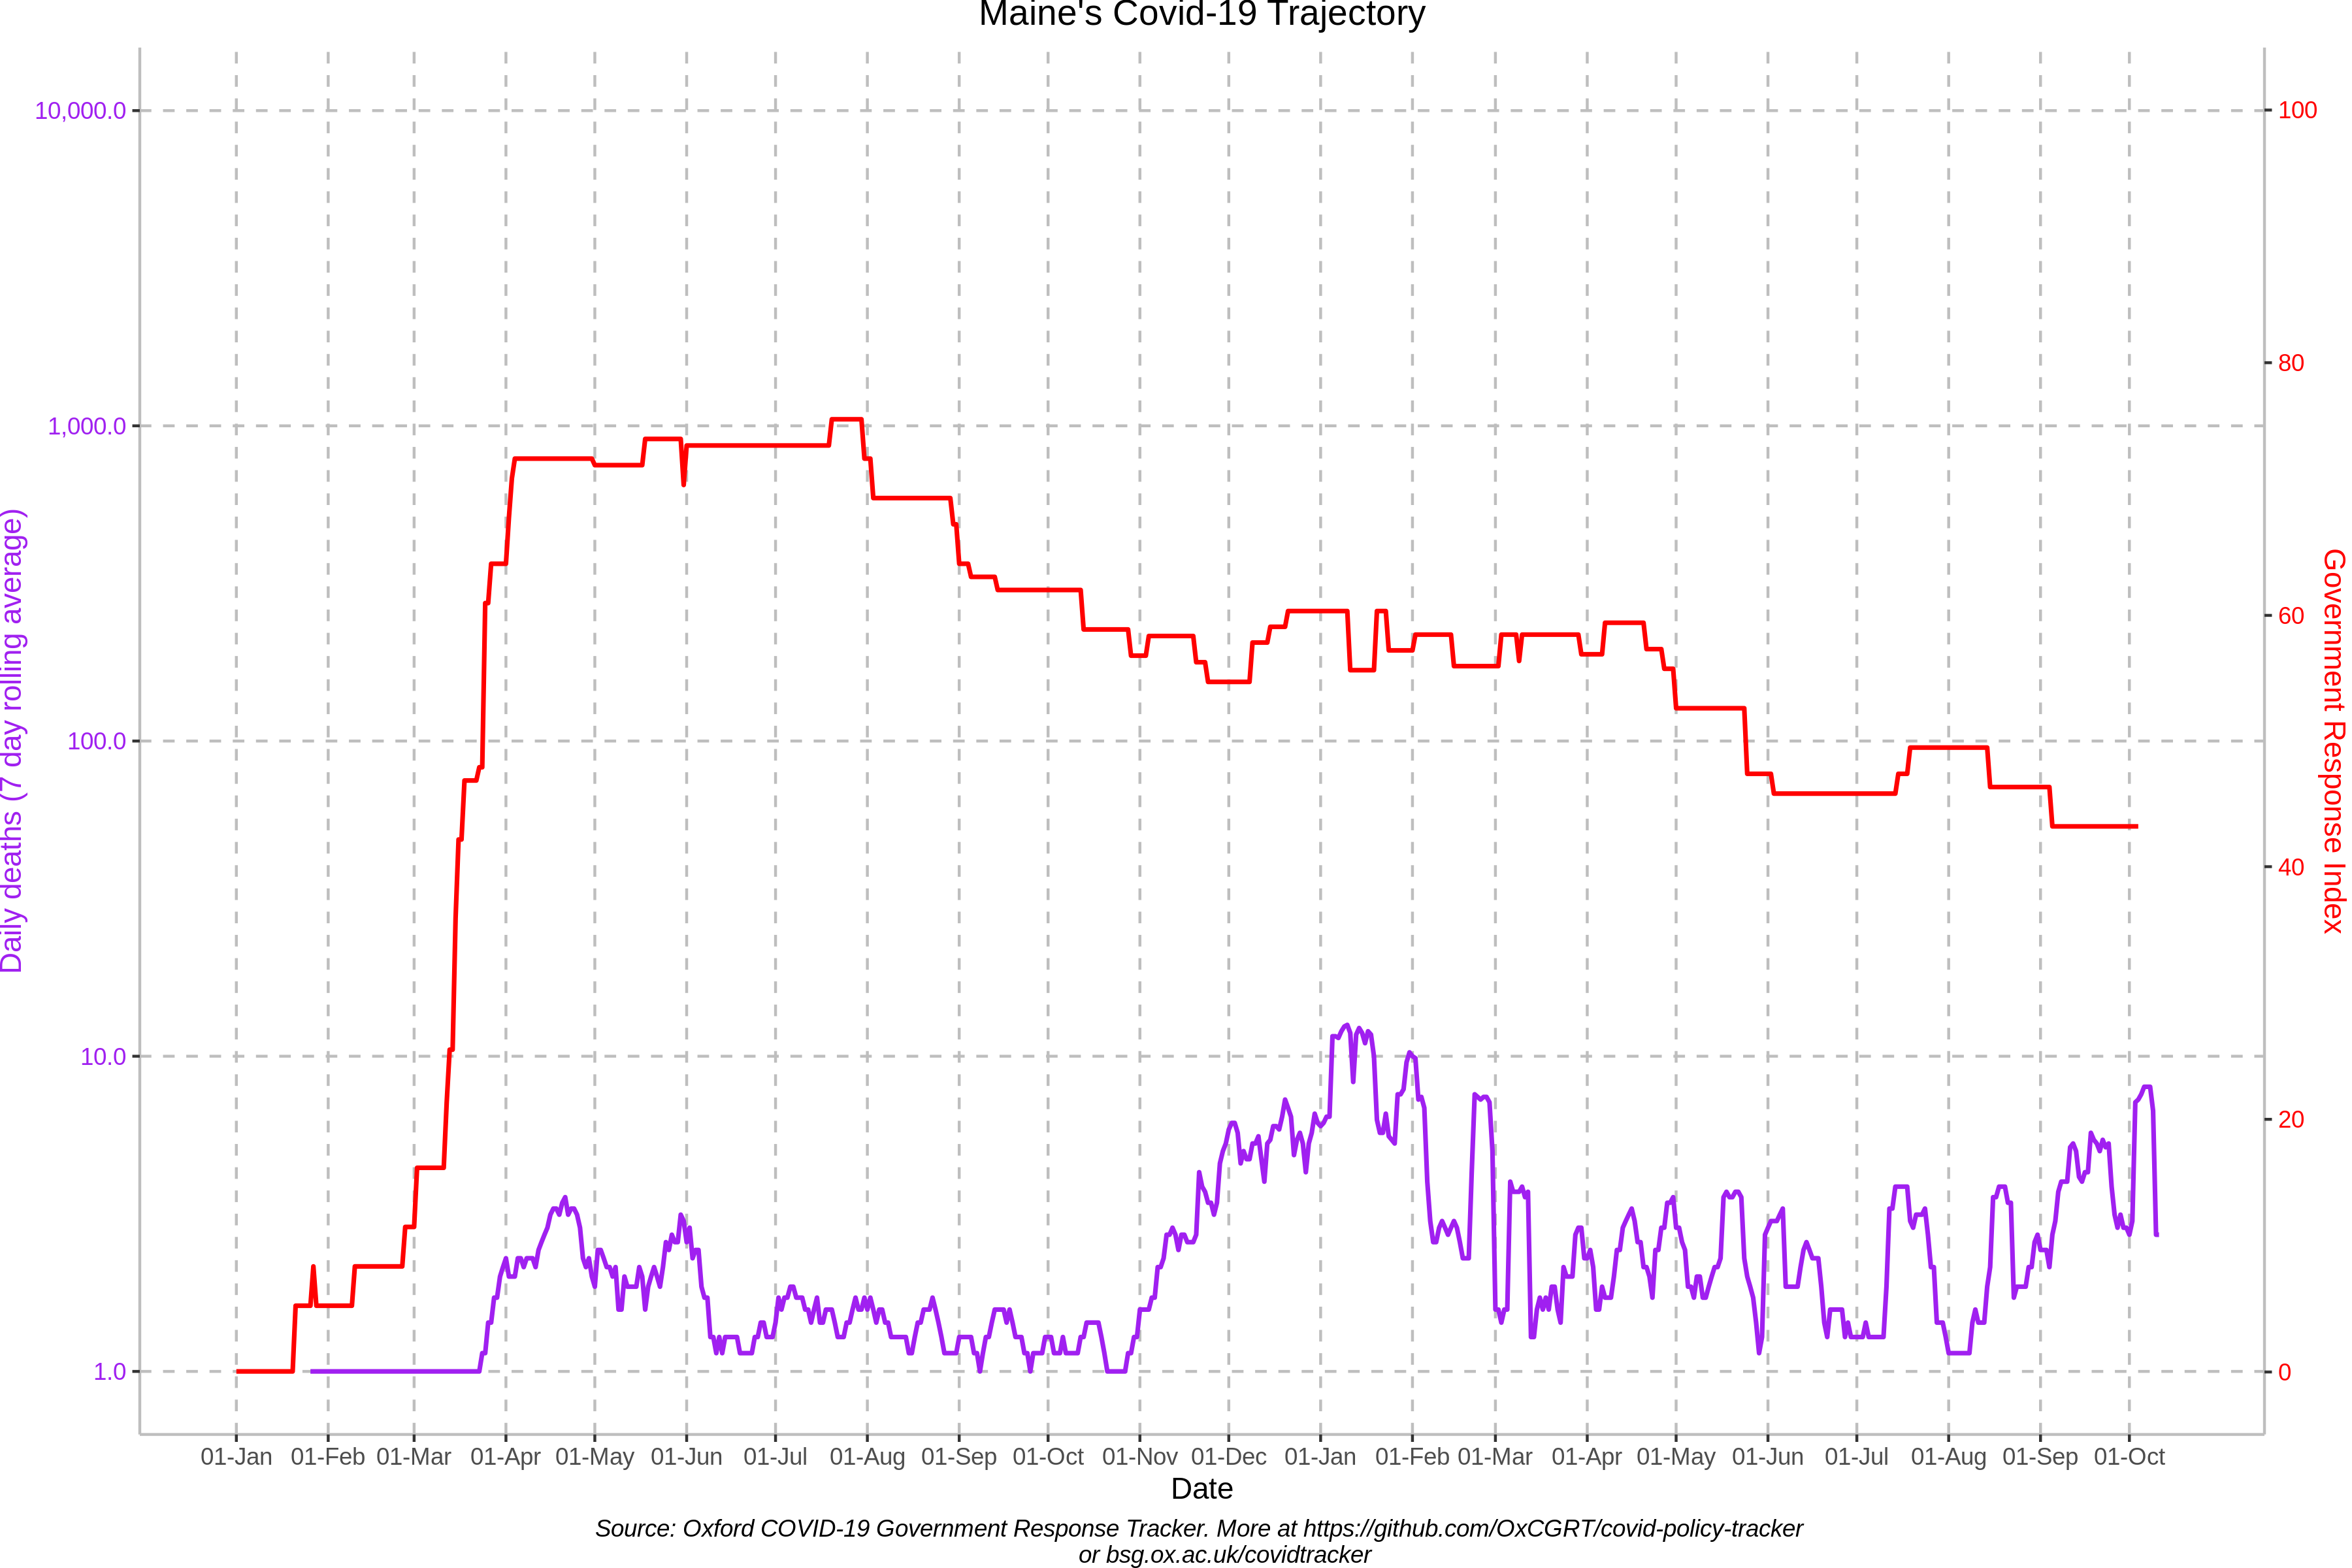 Maine's Covid-19 Trajectory
10,000.0
1,000.0
100.0
10.0
1.0
Daily deaths (7 day rolling average)
100
80
60
40
20
0
Government Response Index
01-Jan 01-Feb 01-Mar 01-Apr 01-May 01-Jun 01-Jul 01-Aug 01-Sep 01-Oct 01-Nov 01-Dec 01-Jan 01-Feb 01-Mar 01-Apr 01-May 01-Jun 01-Jul 01-Aug 01-Sep 01-Oct
Date
Source: Oxford COVID-19 Government Response Tracker. More at https://github.com/OxCGRT/covid-policy-tracker
or bsg.ox.ac.uk/covidtracker